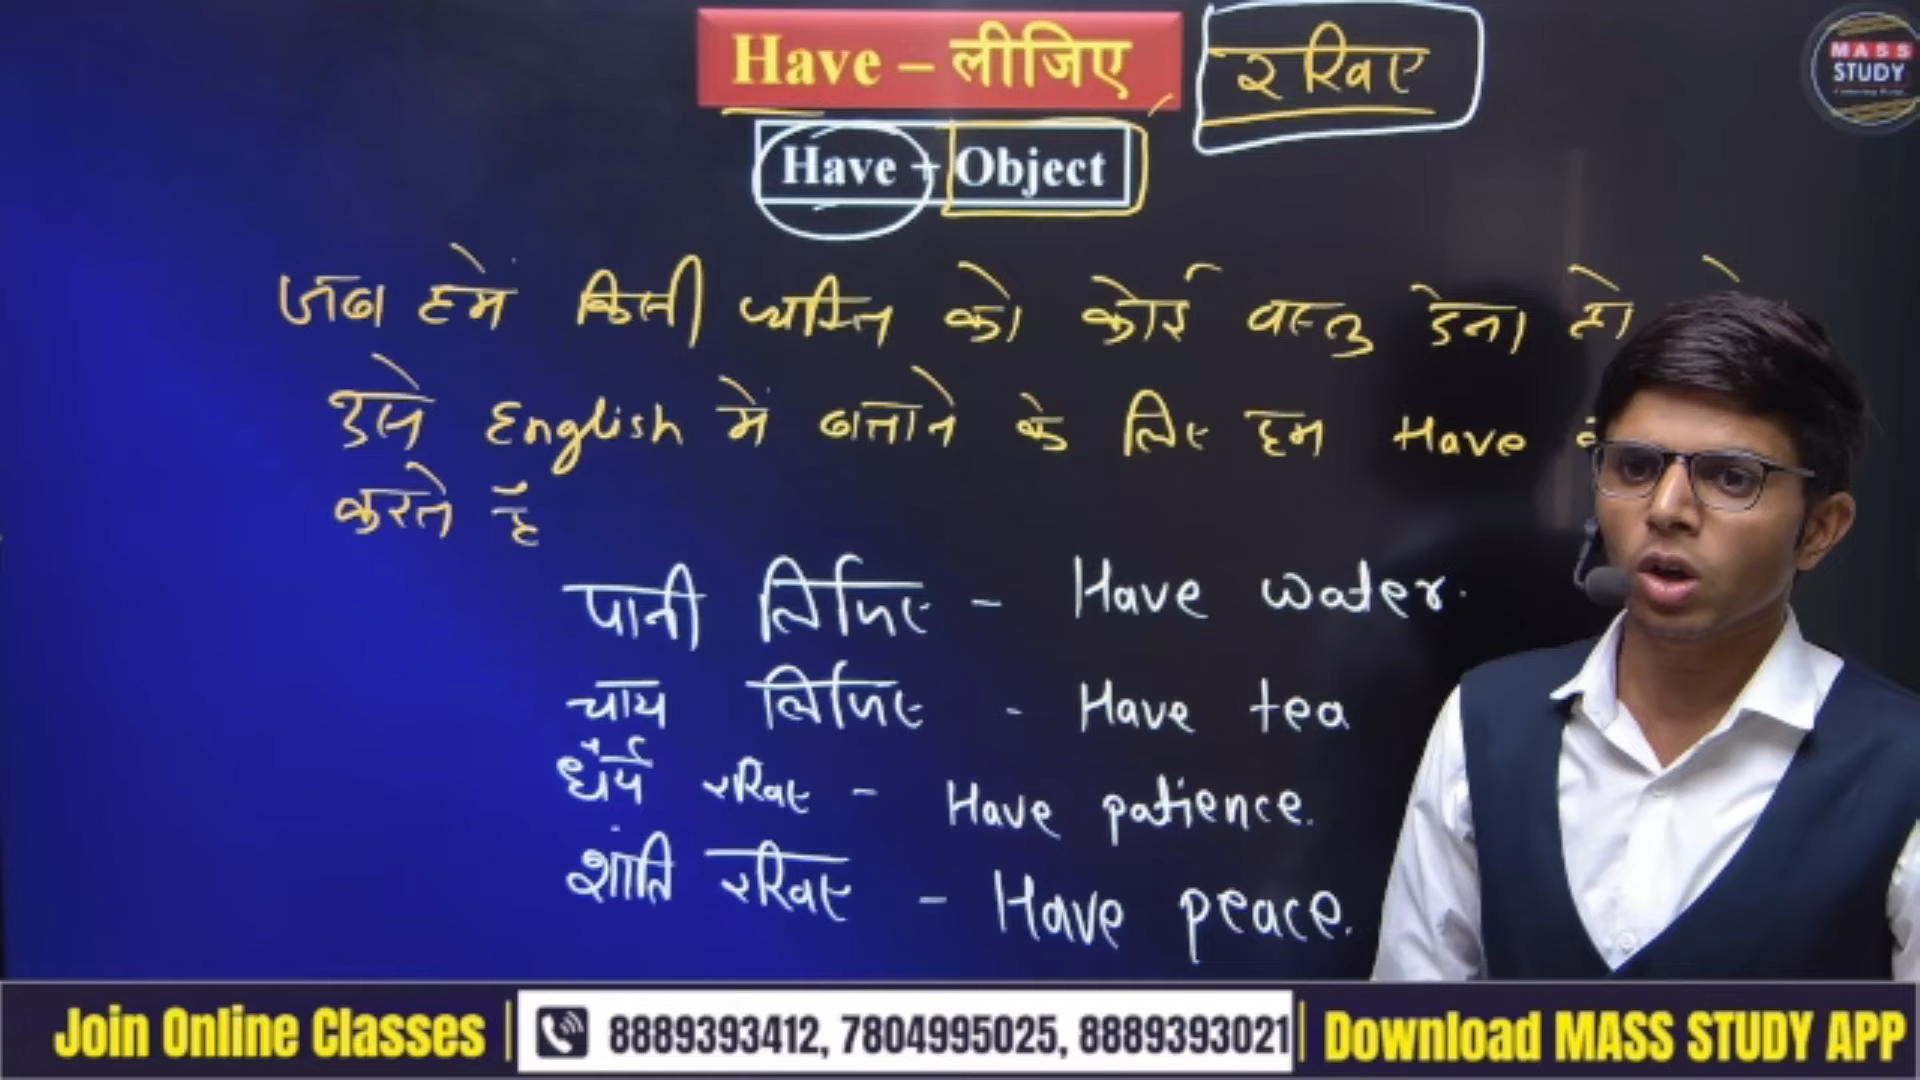 Have – लीजिए रखिए
MASS
STUDY
Have + Object
जब हमें किसी व्यक्ति को कोई वस्तु देना हो
उसे English में बताने के लिए हम Have
करते हैं
पानी लिजिए - Have water.
चाय लिजिए - Have tea
धैर्य रखिए - Have patience.
शांति रखिए - Have peace.
Join Online Classes | 8889393412, 7804995025, 8889393021 | Download MASS STUDY APP